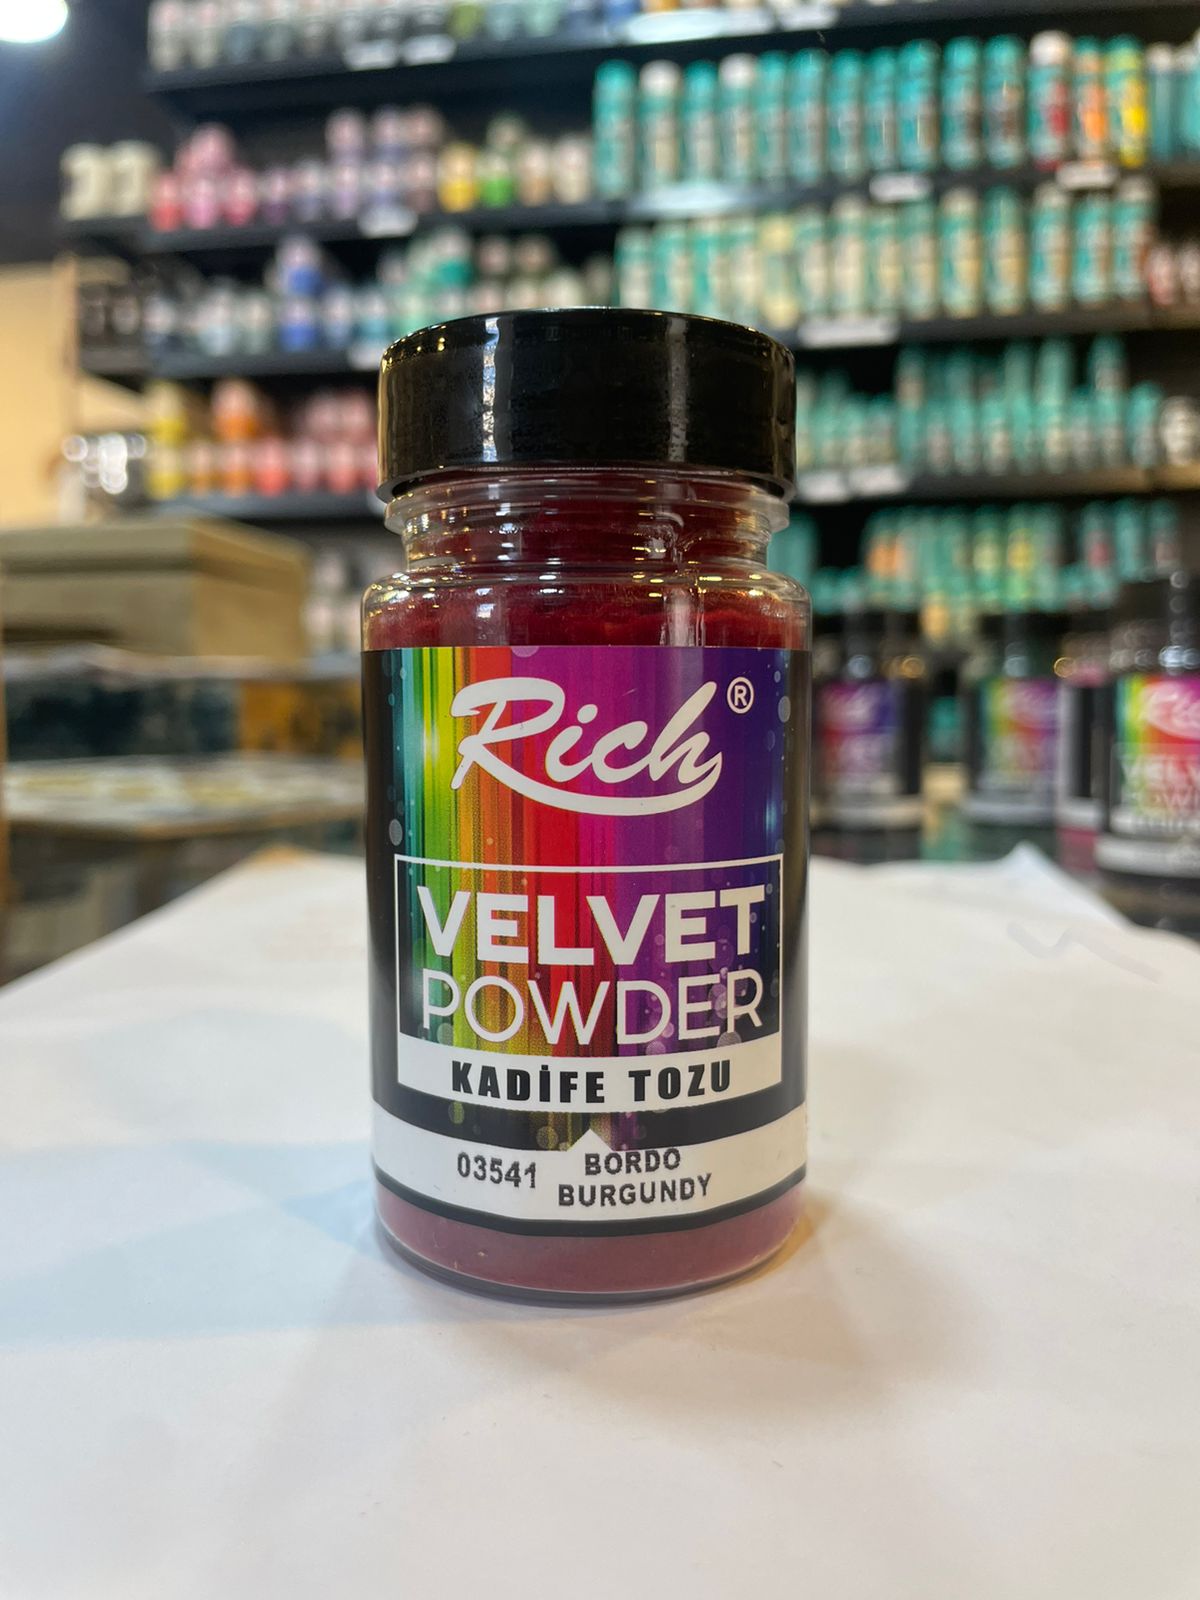 Rich®
VELVET
POWDER
KADİFE TOZU
03541 BORDO
BURGUNDY